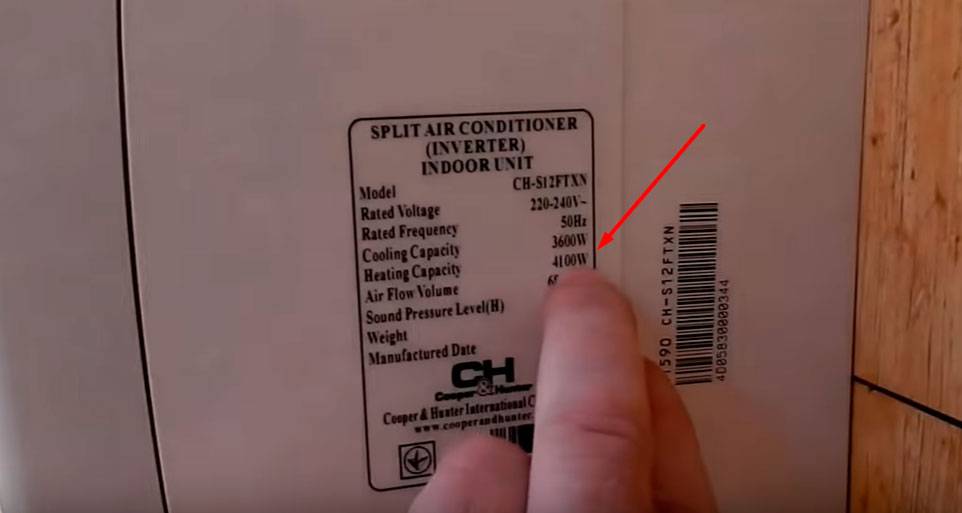 SPLIT AIR CONDITIONER
(INVERTER)
INDOOR UNIT
Model CH-S12FTXN
Rated Voltage 220-240V~
Rated Frequency 50Hz
Cooling Capacity 3600W
Heating Capacity 4100W
Air Flow Volume
Sound Pressure Level(H)
Weight
Manufactured Date
CH
Cooper & Hunter
Cooper & Hunter International
www.cooperandhunter.
CH-S12FTXN
4D05830000344